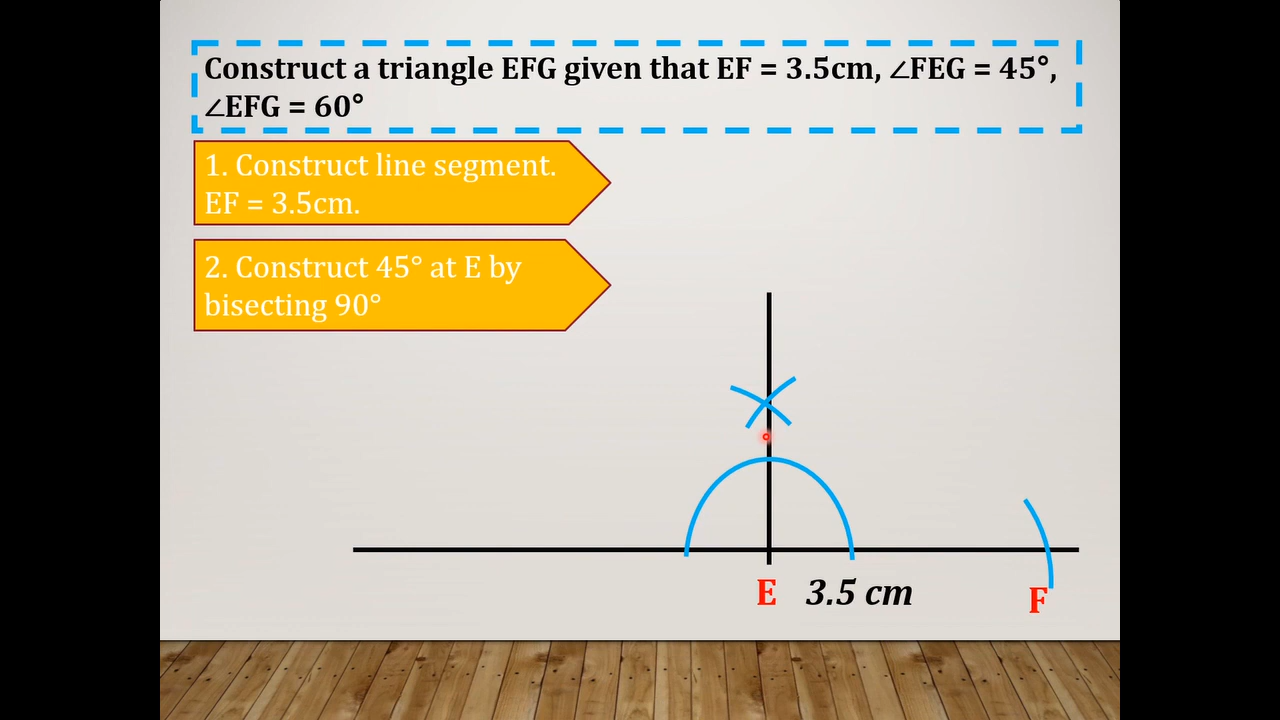 Construct a triangle EFG given that EF = 3.5cm, ∠FEG = 45°,
∠EFG = 60°
1. Construct line segment.
EF = 3.5cm.
2. Construct 45° at E by
bisecting 90°
E 3.5 cm F